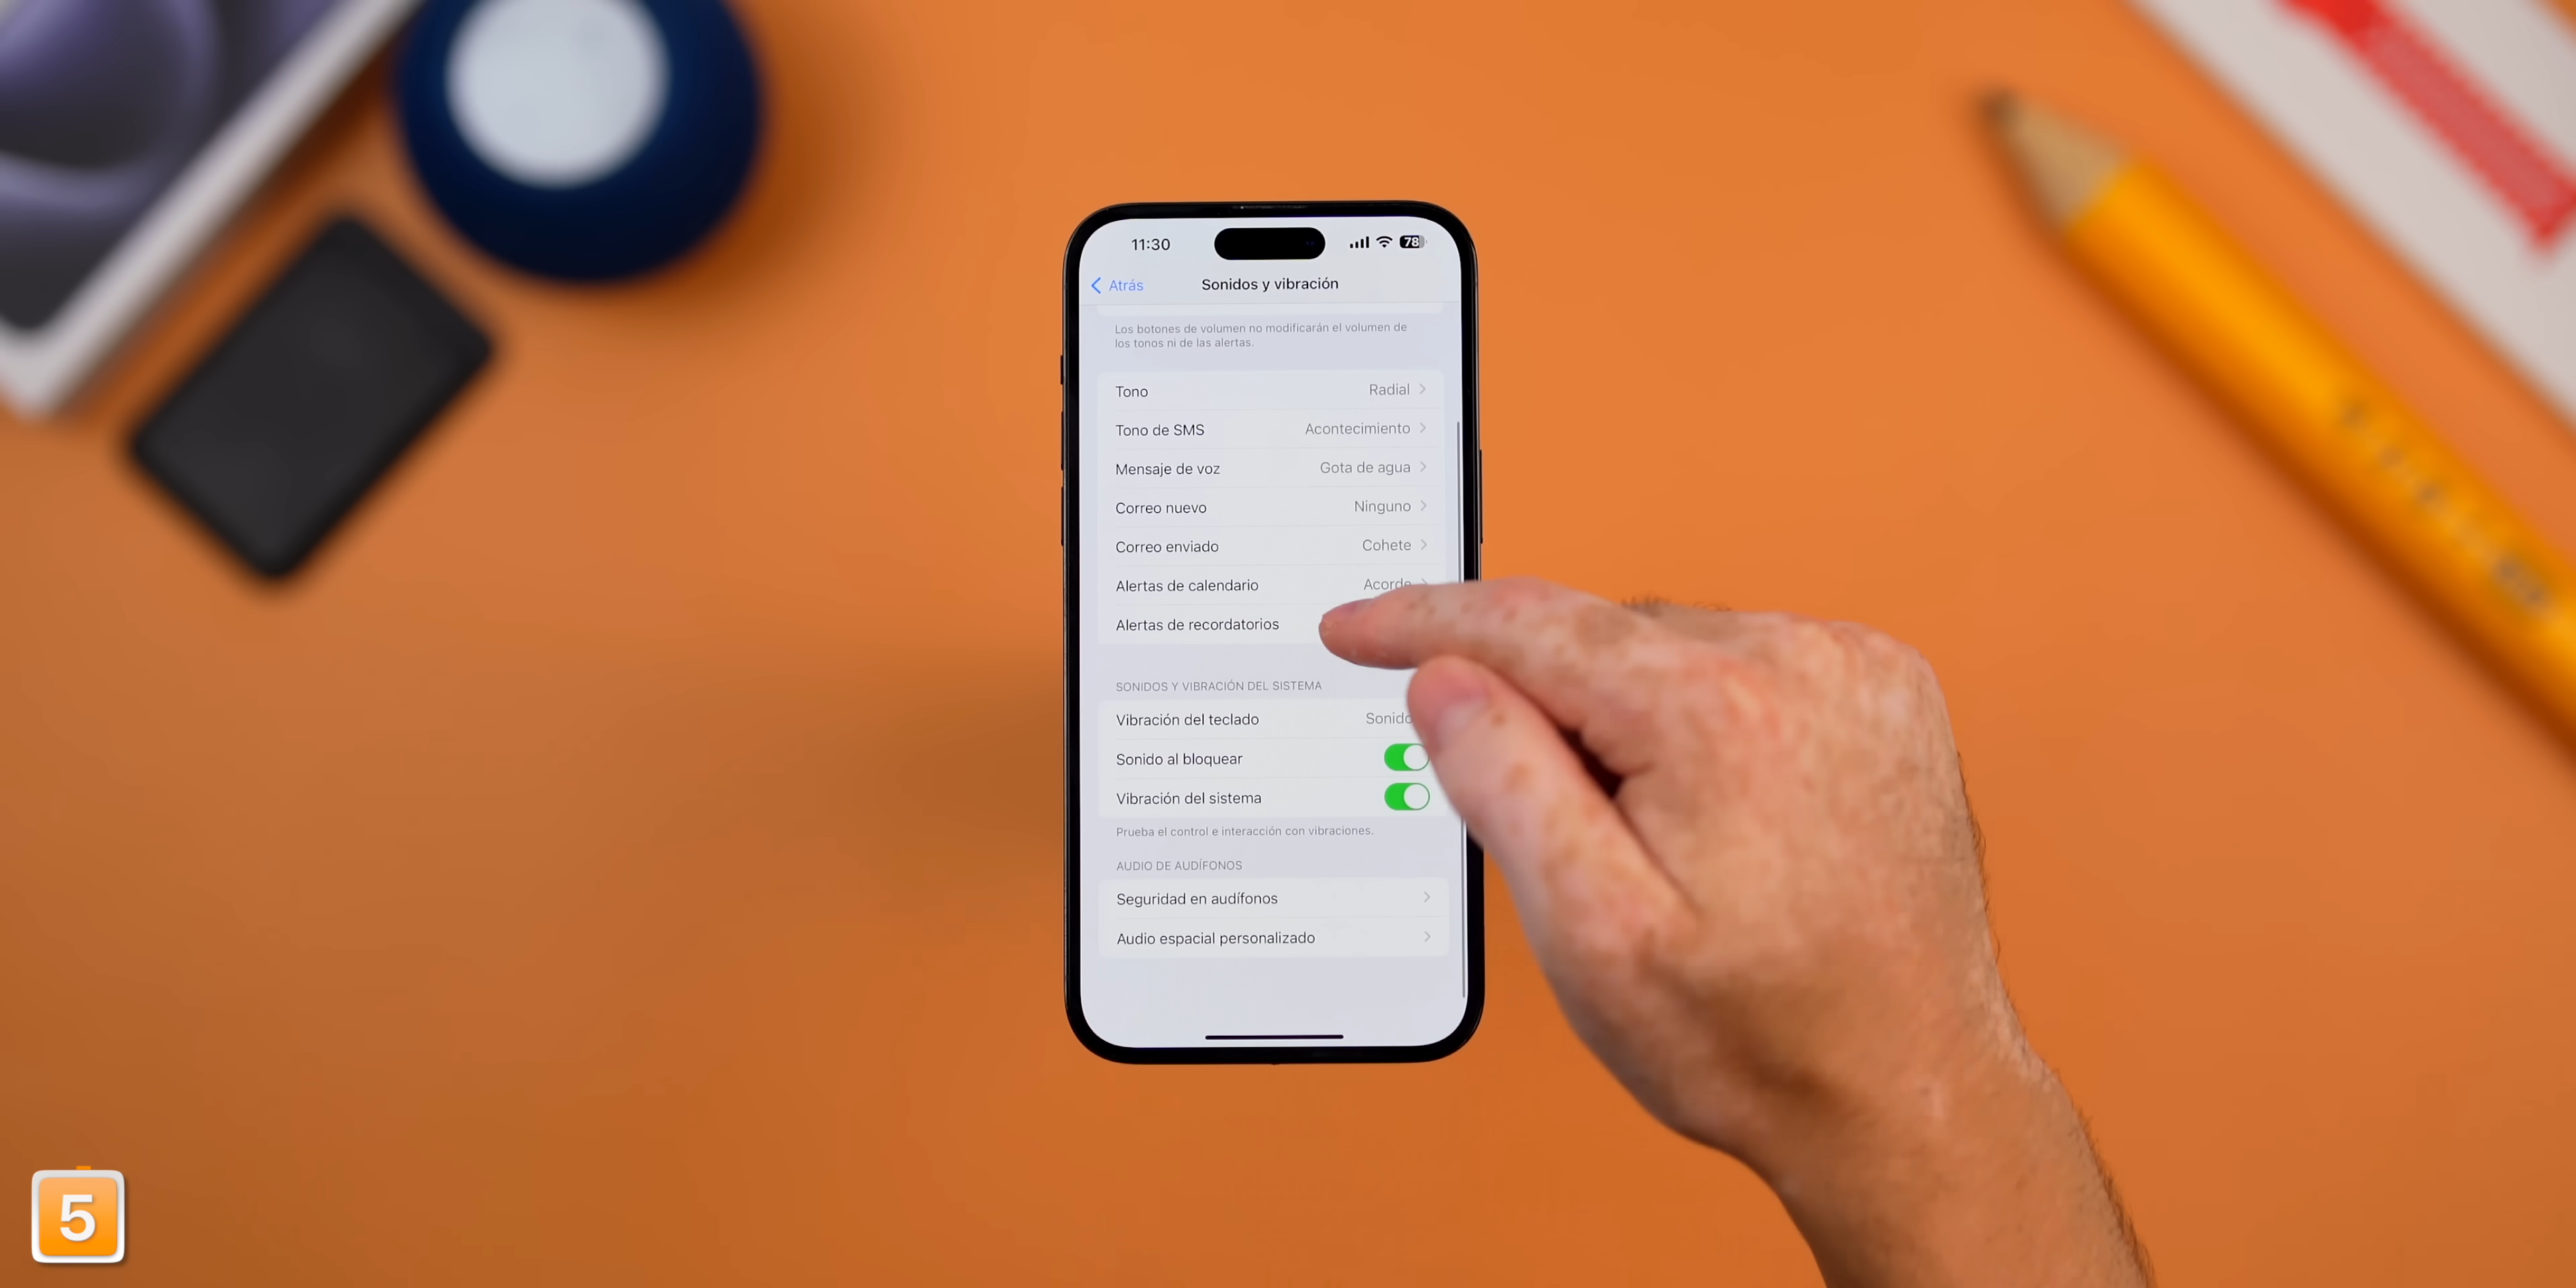 11:30
78
Atrás
Sonidos y vibración
Los botones de volumen no modificarán el volumen de
los tonos ni de las alertas.
Tono Radial
Tono de SMS Acontecimiento
Mensaje de voz Gota de agua
Correo nuevo Ninguno
Correo enviado Cohete
Alertas de calendario Acorde
Alertas de recordatorios
SONIDOS Y VIBRACIÓN DEL SISTEMA
Vibración del teclado Sonido
Sonido al bloquear
Vibración del sistema
Prueba el control e interacción con vibraciones.
AUDIO DE AUDÍFONOS
Seguridad en audífonos
Audio espacial personalizado
5